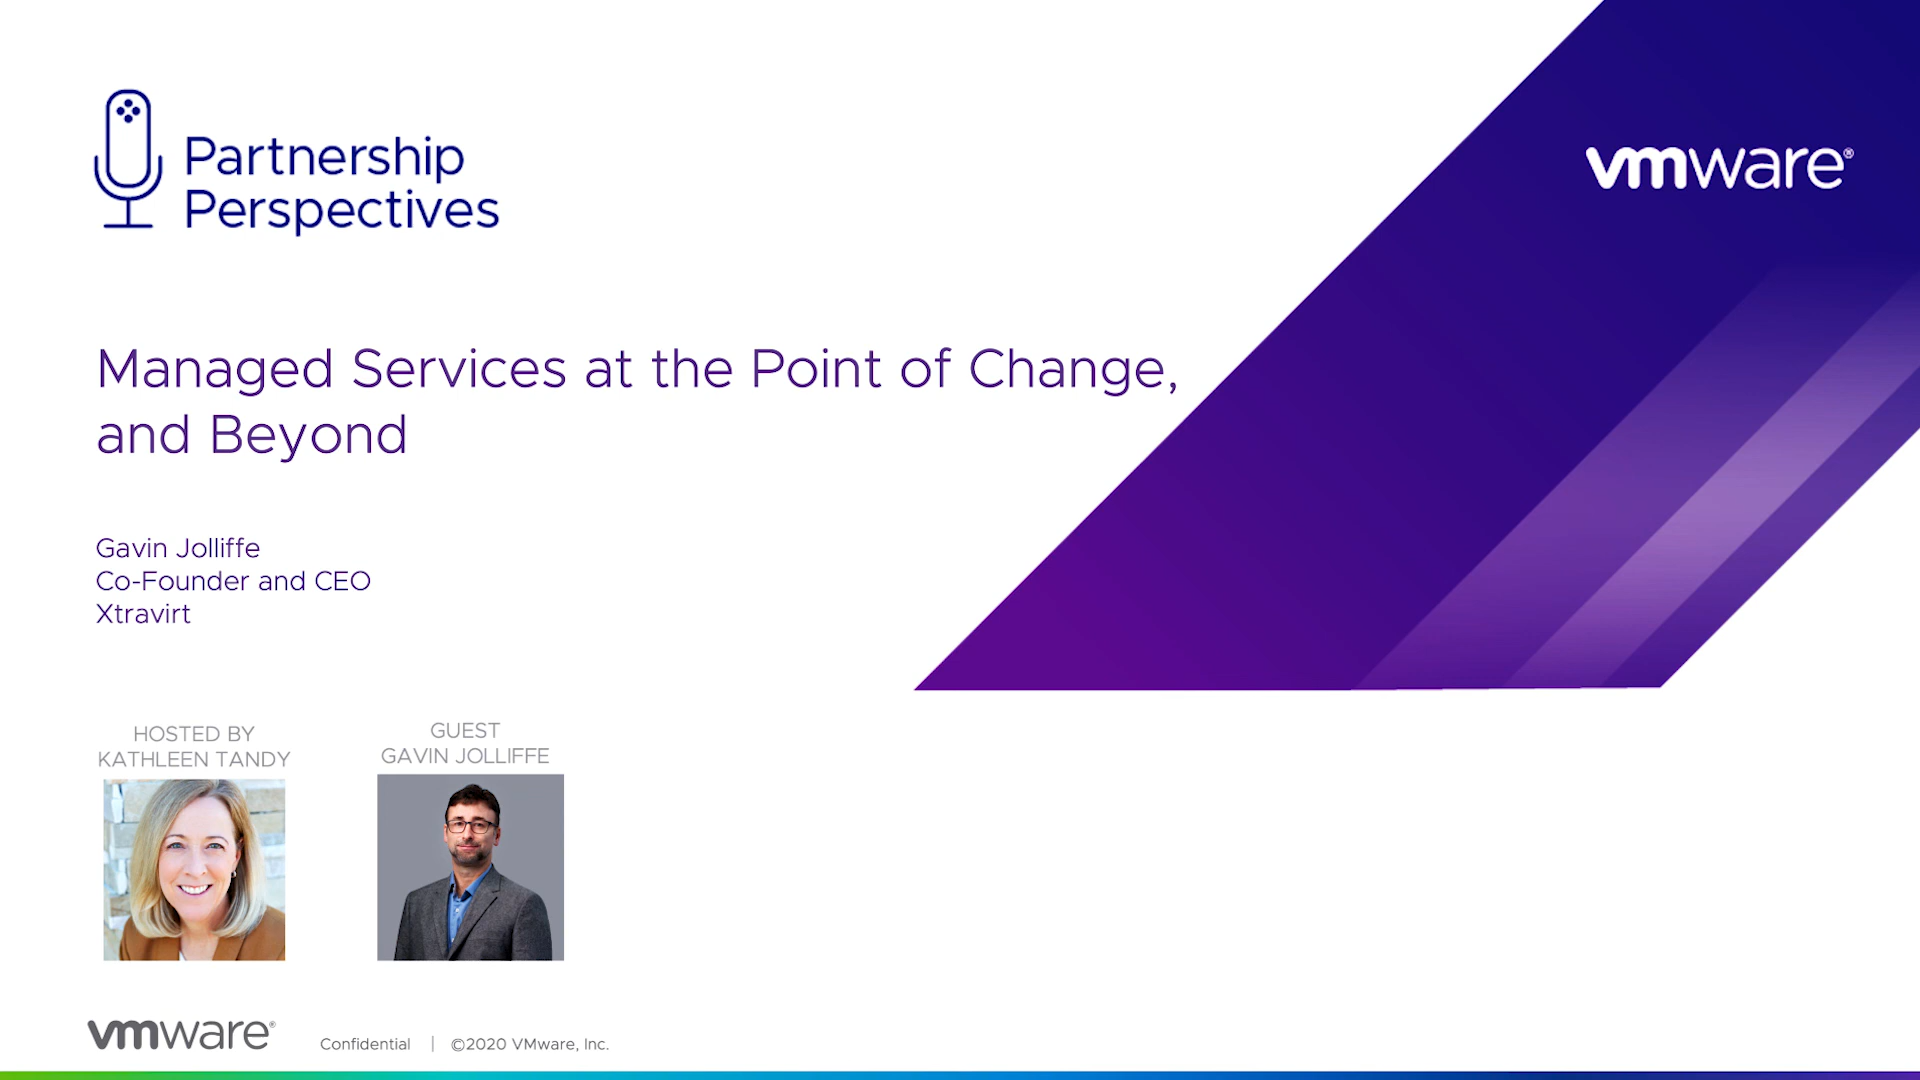 Partnership
Perspectives
vmware®
Managed Services at the Point of Change,
and Beyond
Gavin Jolliffe
Co-Founder and CEO
Xtravirt
HOSTED BY
KATHLEEN TANDY
GUEST
GAVIN JOLLIFFE
vmware®
Confidential | ©2020 VMware, Inc.